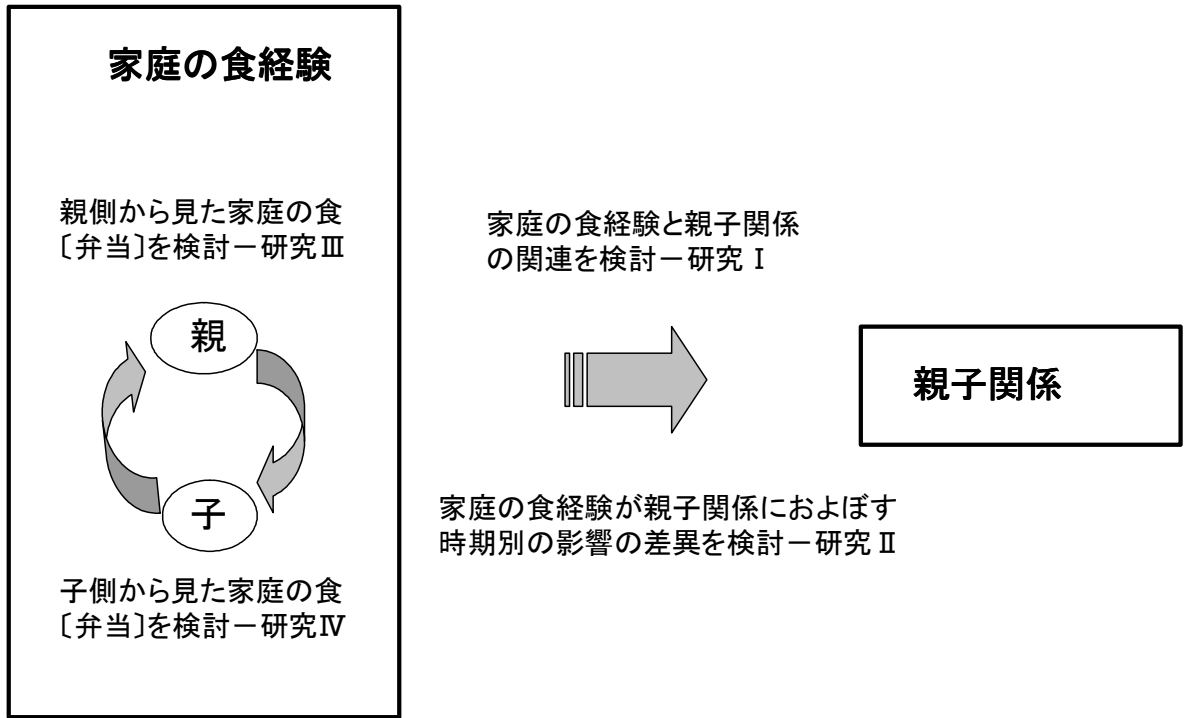 家庭の食経験
親側から見た家庭の食
〔弁当〕を検討－研究Ⅲ
親
子
子側から見た家庭の食
〔弁当〕を検討－研究Ⅳ
家庭の食経験と親子関係
の関連を検討－研究Ⅰ
家庭の食経験が親子関係におよぼす
時期別の影響の差異を検討－研究Ⅱ
親子関係